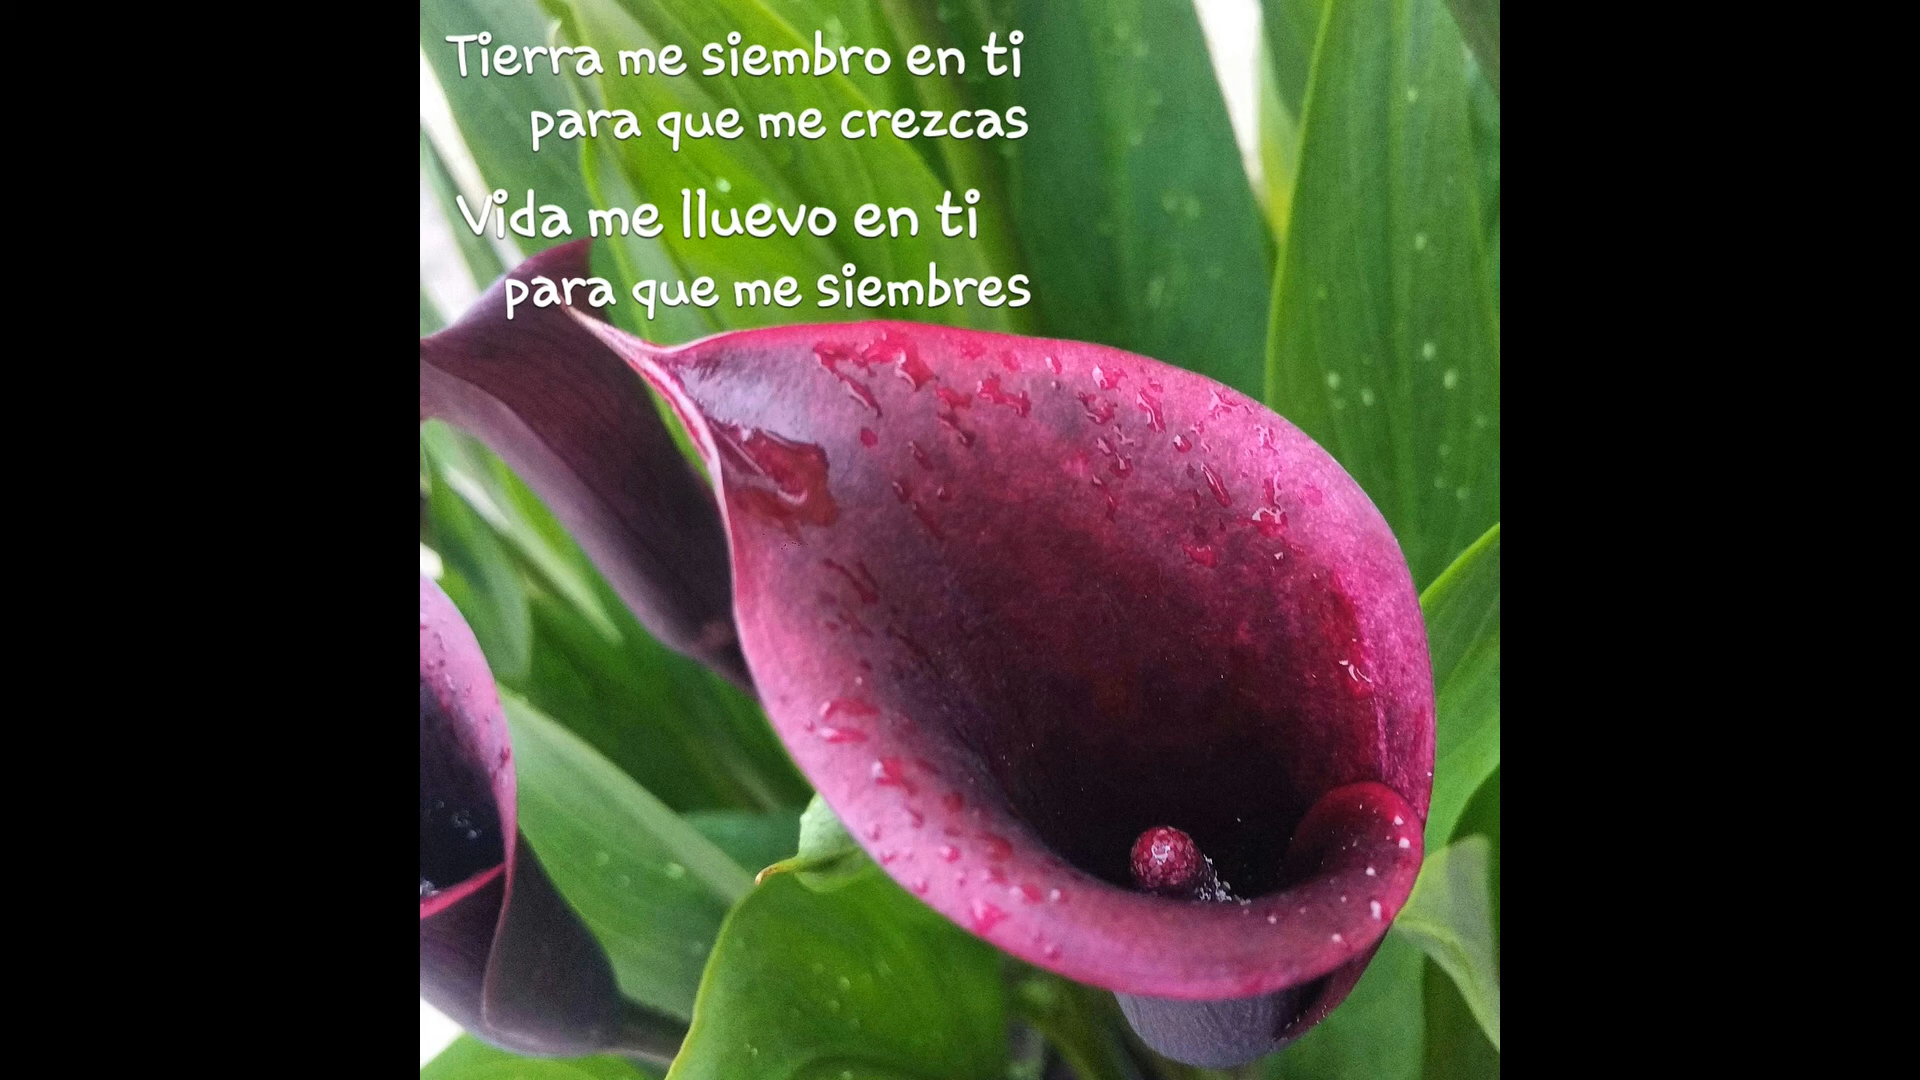 Tierra me siembro en ti
para que me crezcas
Vida me lluevo en ti
para que me siembres